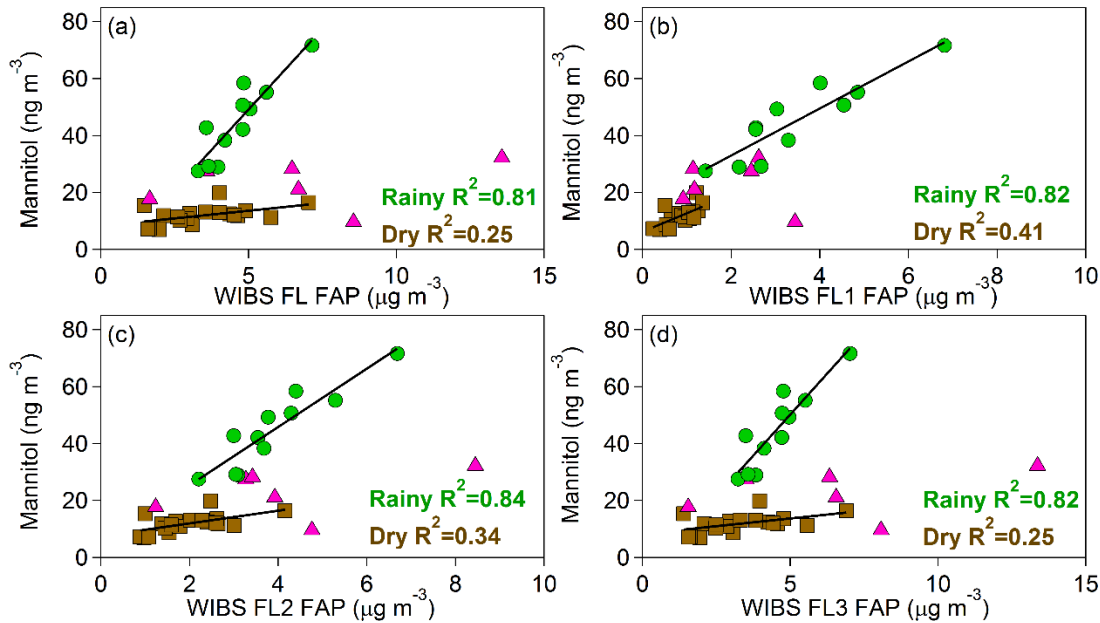 (a)
80
60
40
20
0
Mannitol (ng m⁻³)
Rainy R²=0.81
Dry R²=0.25
0 5 10 15
WIBS FL FAP (μg m⁻³)
(b)
80
60
40
20
0
Mannitol (ng m⁻³)
Rainy R²=0.82
Dry R²=0.41
0 2 4 6 8 10
WIBS FL1 FAP (μg m⁻³)
(c)
80
60
40
20
0
Mannitol (ng m⁻³)
Rainy R²=0.84
Dry R²=0.34
0 2 4 6 8 10
WIBS FL2 FAP (μg m⁻³)
(d)
80
60
40
20
0
Mannitol (ng m⁻³)
Rainy R²=0.82
Dry R²=0.25
0 5 10 15
WIBS FL3 FAP (μg m⁻³)